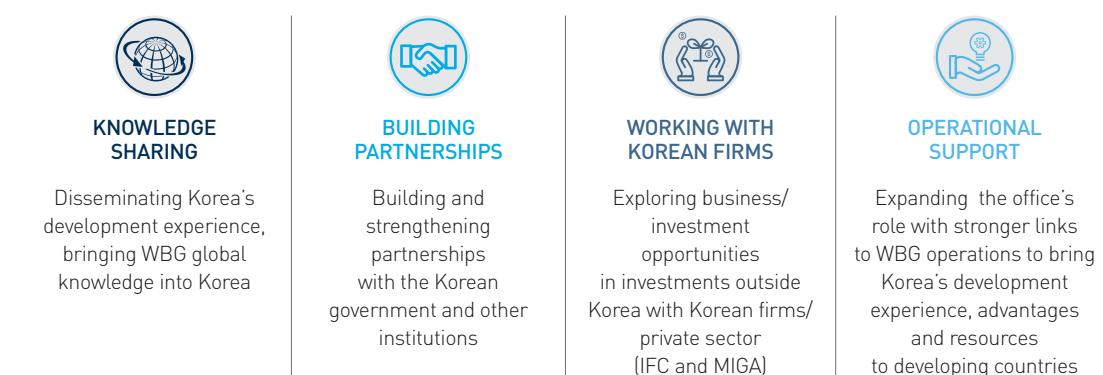 KNOWLEDGE
SHARING
Disseminating Korea's
development experience,
bringing WBG global
knowledge into Korea
BUILDING
PARTNERSHIPS
Building and
strengthening
partnerships
with the Korean
government and other
institutions
WORKING WITH
KOREAN FIRMS
Exploring business/
investment
opportunities
in investments outside
Korea with Korean firms/
private sector
(IFC and MIGA)
OPERATIONAL
SUPPORT
Expanding  the office's
role with stronger links
to WBG operations to bring
Korea's development
experience, advantages
and resources
to developing countries